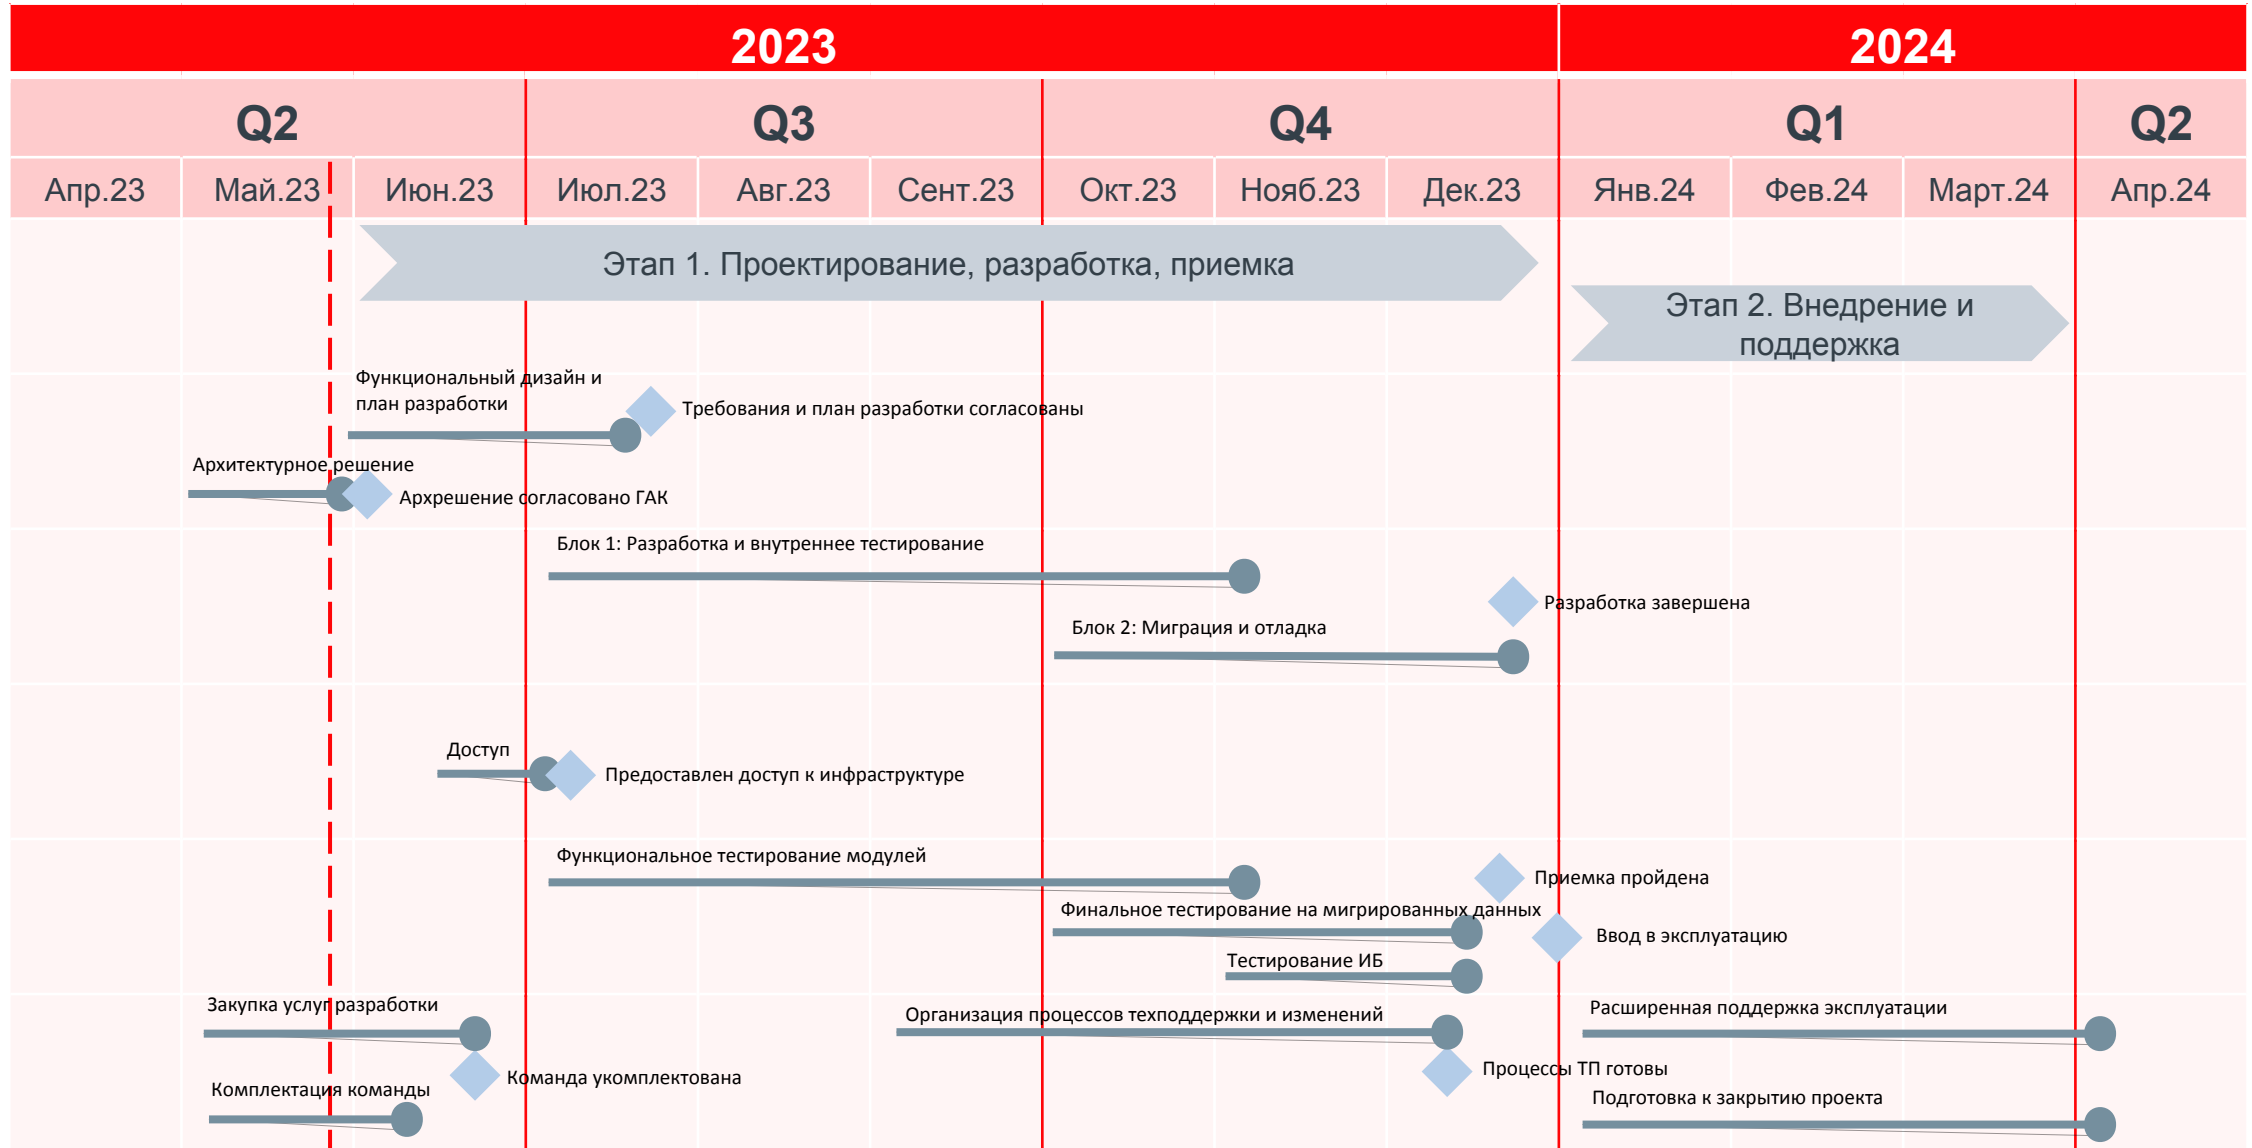 2023
2024
Q2
Q3
Q4
Q1
Q2
Апр.23
Май.23
Июн.23
Июл.23
Авг.23
Сент.23
Окт.23
Нояб.23
Дек.23
Янв.24
Фев.24
Март.24
Апр.24
Этап 1. Проектирование, разработка, приемка
Этап 2. Внедрение и
поддержка
Функциональный дизайн и
план разработки
Требования и план разработки согласованы
Архитектурное решение
Архрешение согласовано ГАК
Блок 1: Разработка и внутреннее тестирование
Разработка завершена
Блок 2: Миграция и отладка
Доступ
Предоставлен доступ к инфраструктуре
Функциональное тестирование модулей
Приемка пройдена
Финальное тестирование на мигрированных данных
Ввод в эксплуатацию
Тестирование ИБ
Закупка услуг разработки
Организация процессов техподдержки и изменений
Расширенная поддержка эксплуатации
Команда укомплектована
Процессы ТП готовы
Комплектация команды
Подготовка к закрытию проекта